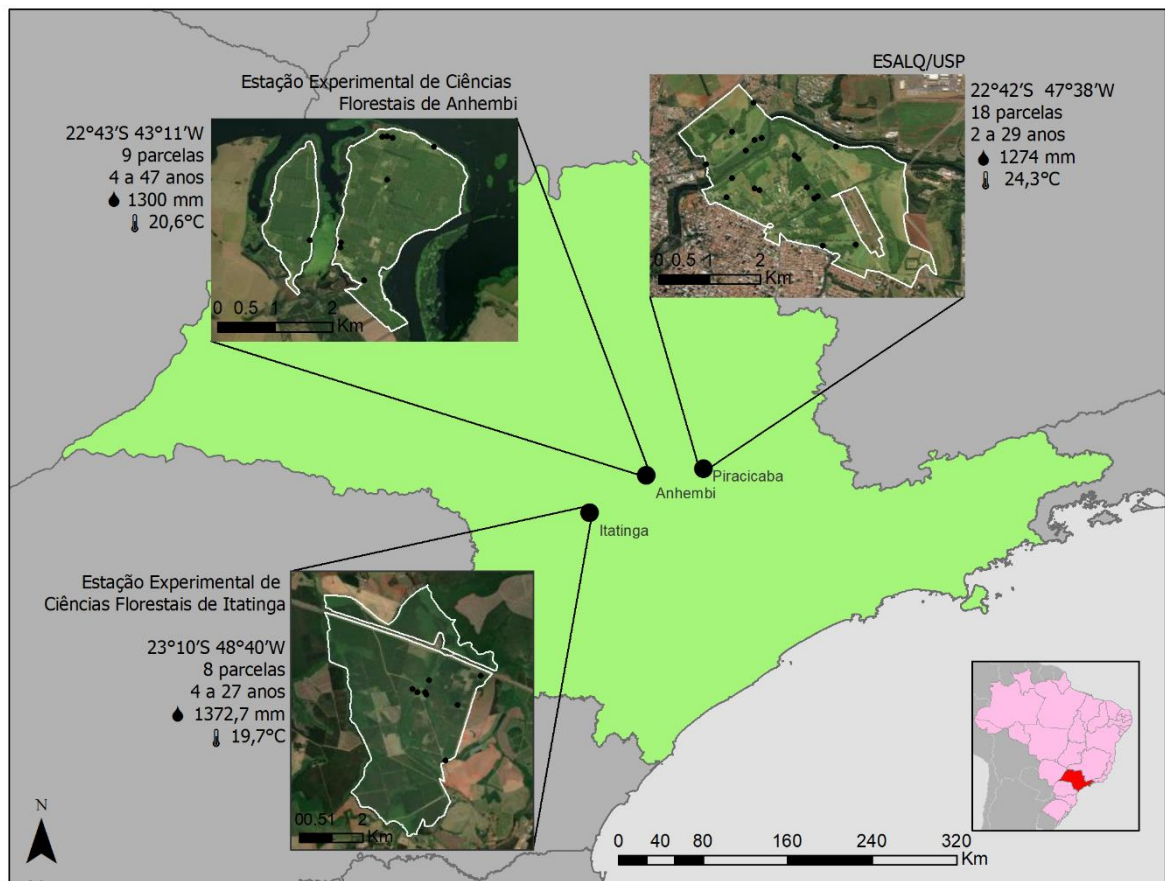 Estação Experimental de Ciências
Florestais de Anhembi
22°43'S 43°11'W
9 parcelas
4 a 47 anos
1300 mm
20,6°C
0 0.5 1 2
Km
ESALQ/USP
22°42'S 47°38'W
18 parcelas
2 a 29 anos
1274 mm
24,3°C
0 0.5 1 2
Km
Piracicaba
Anhembi
Itatinga
Estação Experimental de
Ciências Florestais de Itatinga
23°10'S 48°40'W
8 parcelas
4 a 27 anos
1372,7 mm
19,7°C
00,51 2
Km
N
0 40 80 160 240 320
Km